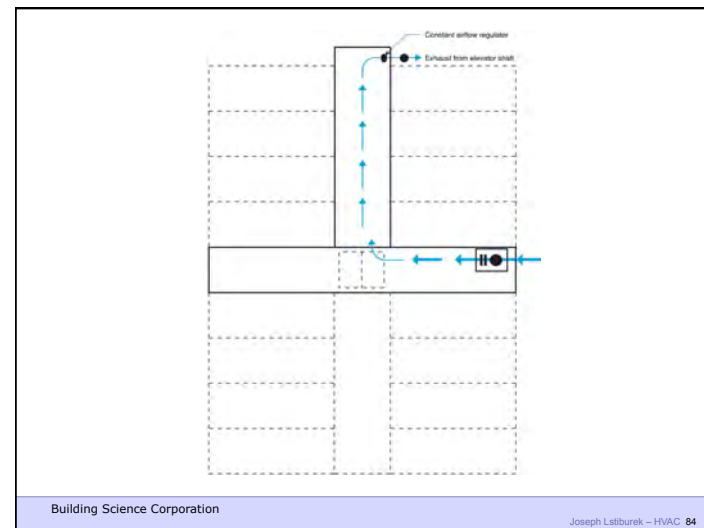 Constant airflow regulator
Exhaust from elevator shaft
Building Science Corporation
Joseph Lstiburek – HVAC 84